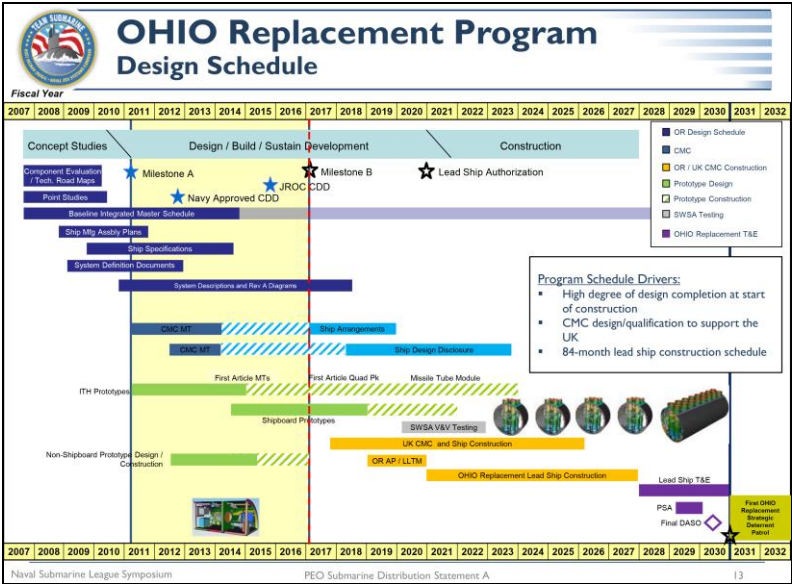 TEAM SUBMARINE
OHIO Replacement Program
Design Schedule
Fiscal Year
2007 2008 2009 2010 2011 2012 2013 2014 2015 2016 2017 2018 2019 2020 2021 2022 2023 2024 2025 2026 2027 2028 2029 2030 2031 2032
Concept Studies
Design / Build / Sustain Development
Construction
OR Design Schedule
CMC
OR / UK CMC Construction
Prototype Design
Prototype Construction
SWSA Testing
OHIO Replacement T&E
Component Evaluation
/ Tech. Road Maps
Milestone A
Milestone B
Lead Ship Authorization
JROC CDD
Point Studies
Navy Approved CDD
Baseline Integrated Master Schedule
Ship Mfg Assbly Plans
Ship Specifications
System Definition Documents
System Descriptions and Rev A Diagrams
Program Schedule Drivers:
▪ High degree of design completion at start
of construction
▪ CMC design/qualification to support the
UK
▪ 84-month lead ship construction schedule
CMC MT
Ship Arrangements
CMC MT
Ship Design Disclosure
First Article MTs
First Article Quad Pk
Missile Tube Module
ITH Prototypes
Shipboard Prototypes
SWSA V&V Testing
UK CMC and Ship Construction
Non-Shipboard Prototype Design /
Construction
OR AP / LLTM
OHIO Replacement Lead Ship Construction
Lead Ship T&E
PSA
Final DASO
First OHIO
Replacement
Strategic
Deterrent
Patrol
2007 2008 2009 2010 2011 2012 2013 2014 2015 2016 2017 2018 2019 2020 2021 2022 2023 2024 2025 2026 2027 2028 2029 2030 2031 2032
Naval Submarine League Symposium
PEO Submarine Distribution Statement A
13